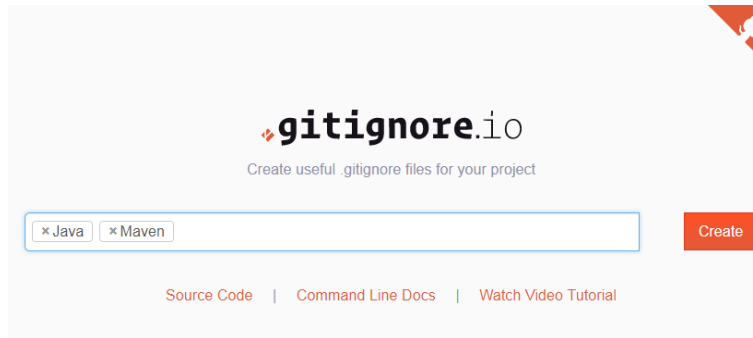 .gitignore.io
Create useful .gitignore files for your project
× Java × Maven
Create
Source Code | Command Line Docs | Watch Video Tutorial